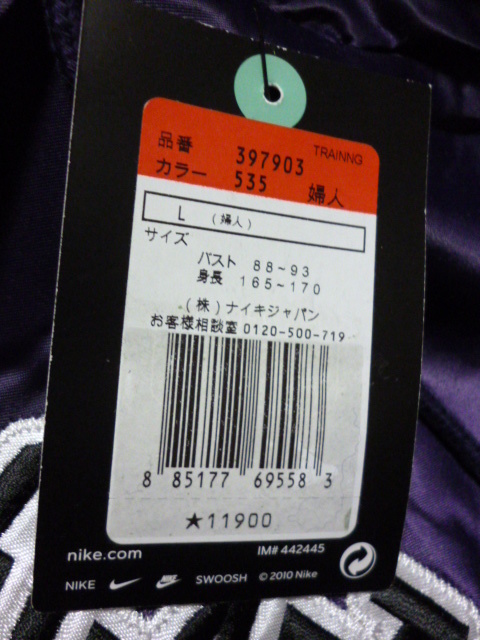 品番 397903 TRAINNG
カラー 535 婦人
L (婦人)
サイズ
バスト 88~93
身長 165~170
(株)ナイキジャパン
お客様相談室 0120-500-719
8 85177 69558 3
★11900
nike.com IM# 442445
NIKE SWOOSH © 2010 Nike